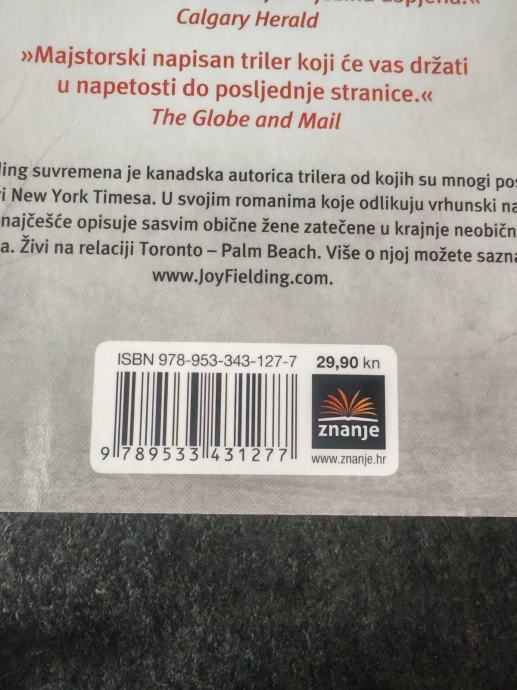 Calgary Herald
»Majstorski napisan triler koji će vas držati
u napetosti do posljednje stranice.«
The Globe and Mail
ling suvremena je kanadska autorica trilera od kojih su mnogi
ri New York Timesa. U svojim romanima koje odlikuju vrhunski
najčešće opisuje sasvim obične žene zatečene u krajnje
a. Živi na relaciji Toronto – Palm Beach. Više o njoj možete
www.JoyFielding.com.
ISBN 978-953-343-127-7 29,90 kn
9 789533 431277
znanje
www.znanje.hr